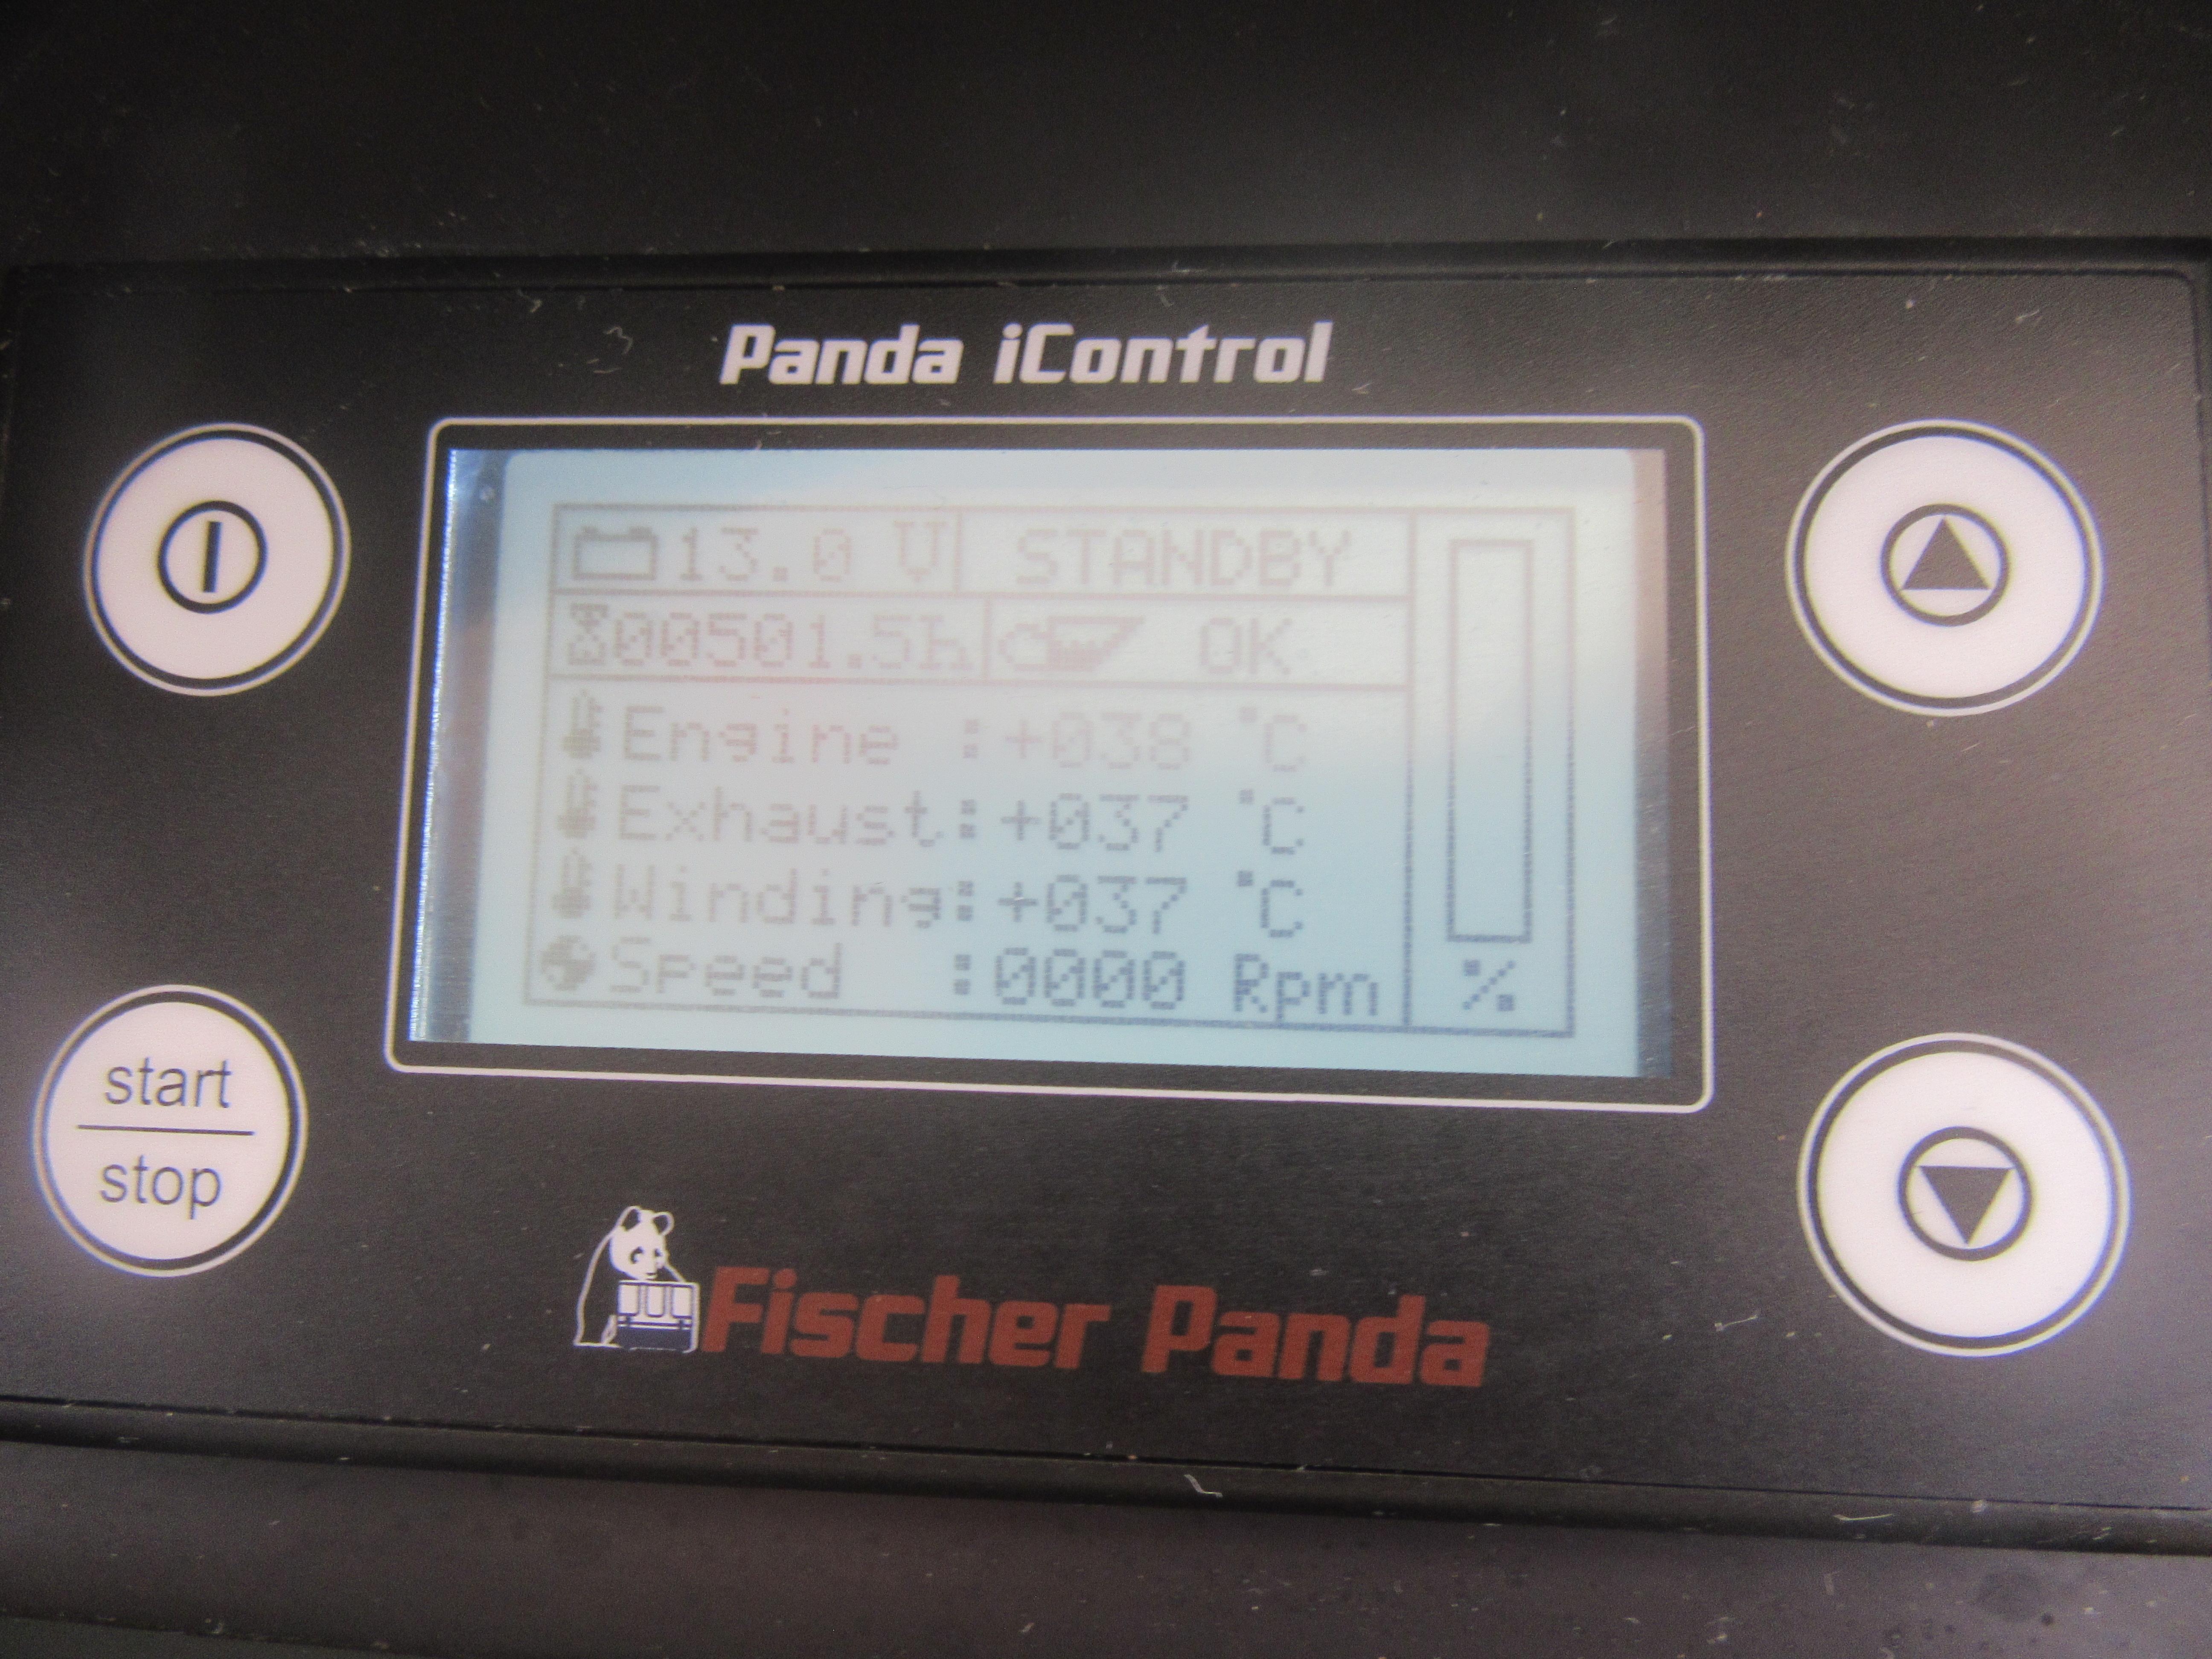 Panda iControl
13.0 V STANDBY
00501.5h OK
Engine :+038 °C
Exhaust:+037 °C
Winding:+037 °C
Speed :0000 Rpm
%
start
stop
Fischer Panda